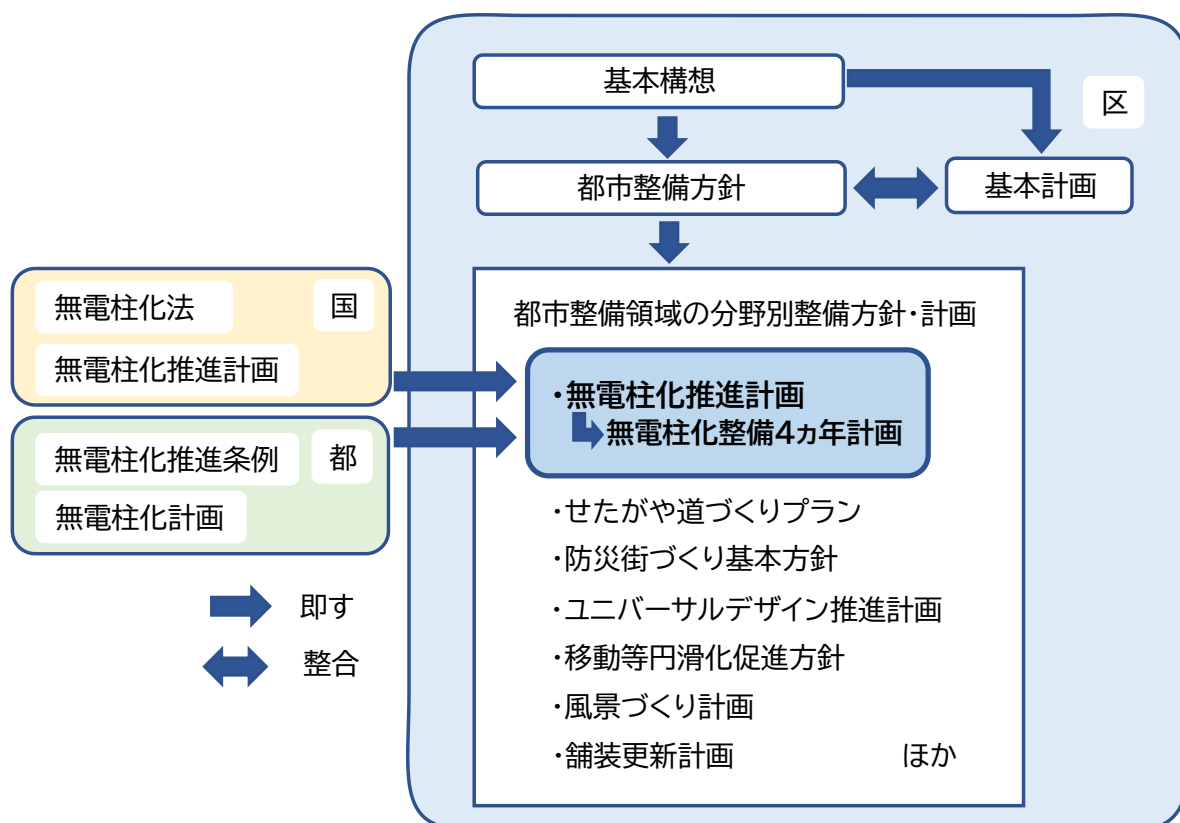 基本構想
区
都市整備方針
基本計画
無電柱化法
国
無電柱化推進計画
無電柱化推進条例
都
無電柱化計画
即す
整合
都市整備領域の分野別整備方針・計画
・無電柱化推進計画
無電柱化整備4ヵ年計画
・せたがや道づくりプラン
・防災街づくり基本方針
・ユニバーサルデザイン推進計画
・移動等円滑化促進方針
・風景づくり計画
・舗装更新計画 ほか